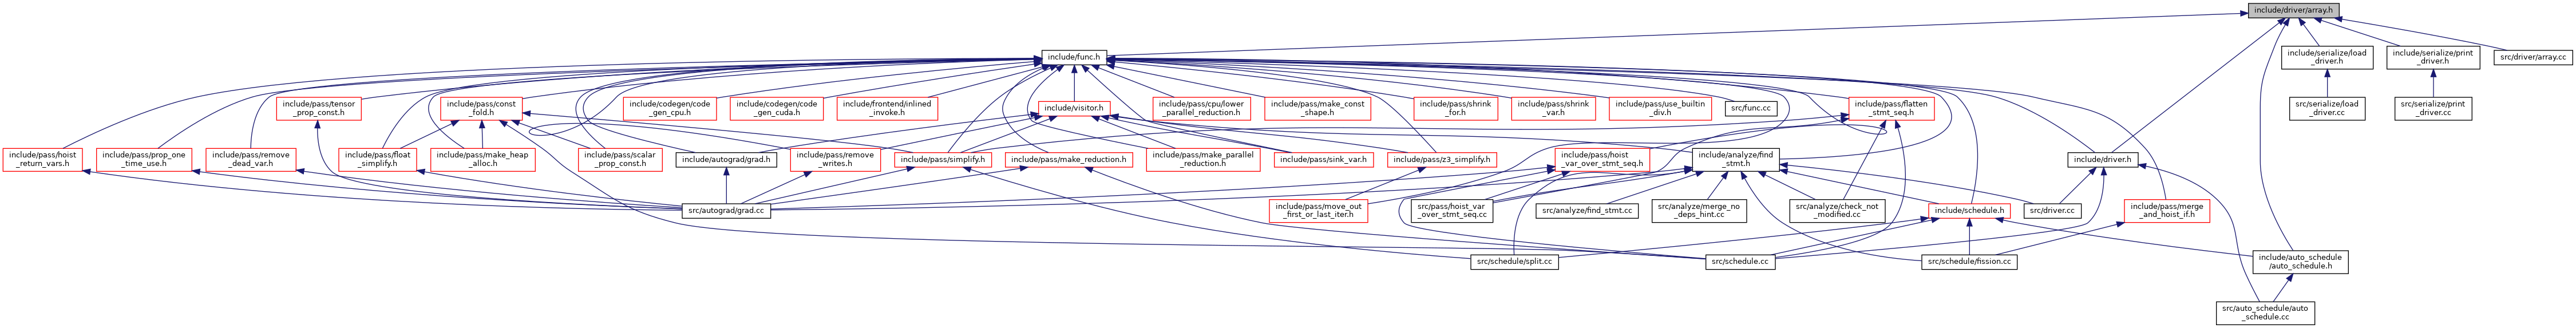 include/driver/array.h
include/func.h
include/serialize/load
_driver.h
include/serialize/print
_driver.h
src/driver/array.cc
include/pass/tensor
_prop_const.h
include/pass/const
_fold.h
include/codegen/code
_gen_cpu.h
include/codegen/code
_gen_cuda.h
include/frontend/inlined
_invoke.h
include/visitor.h
include/pass/cpu/lower
_parallel_reduction.h
include/pass/make_const
_shape.h
include/pass/shrink
_for.h
include/pass/shrink
_var.h
include/pass/use_builtin
_div.h
src/func.cc
include/pass/flatten
_stmt_seq.h
src/serialize/load
_driver.cc
src/serialize/print
_driver.cc
include/pass/hoist
_return_vars.h
include/pass/prop_one
_time_use.h
include/pass/remove
_dead_var.h
include/pass/float
_simplify.h
include/pass/make_heap
_alloc.h
include/pass/scalar
_prop_const.h
include/autograd/grad.h
include/pass/remove
_writes.h
include/pass/simplify.h
include/pass/make_reduction.h
include/pass/make_parallel
_reduction.h
include/pass/sink_var.h
include/pass/z3_simplify.h
include/pass/hoist
_var_over_stmt_seq.h
include/analyze/find
_stmt.h
include/driver.h
src/autograd/grad.cc
include/pass/move_out
_first_or_last_iter.h
src/pass/hoist_var
_over_stmt_seq.cc
src/analyze/find_stmt.cc
src/analyze/merge_no
_deps_hint.cc
src/analyze/check_not
_modified.cc
include/schedule.h
src/driver.cc
include/pass/merge
_and_hoist_if.h
src/schedule/split.cc
src/schedule.cc
src/schedule/fission.cc
include/auto_schedule
/auto_schedule.h
src/auto_schedule/auto
_schedule.cc